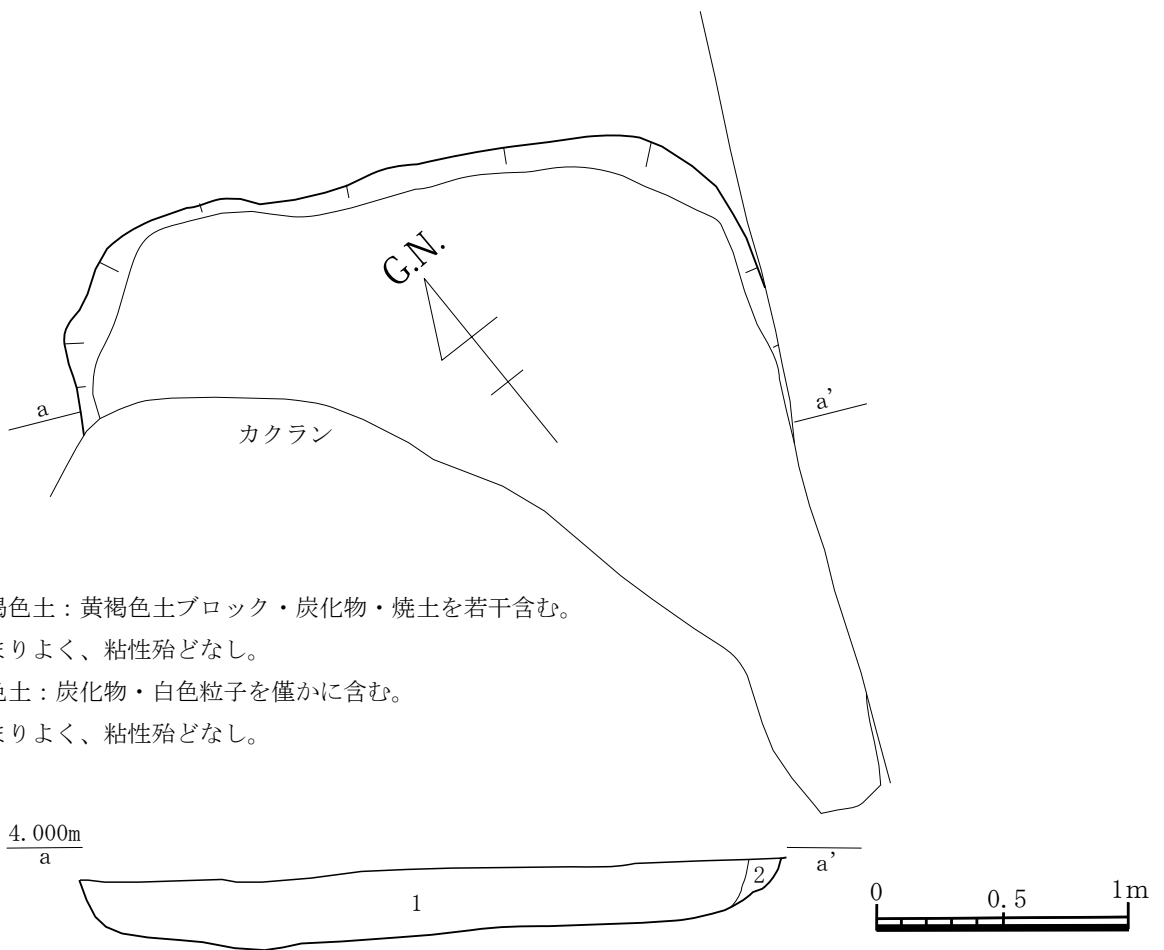 G.N.
a
a’
カクラン
褐色土：黄褐色土ブロック・炭化物・焼土を若干含む。
まりよく、粘性殆どなし。
色土：炭化物・白色粒子を僅かに含む。
まりよく、粘性殆どなし。
4.000m
a
a’
1
2
0
0.5
1m